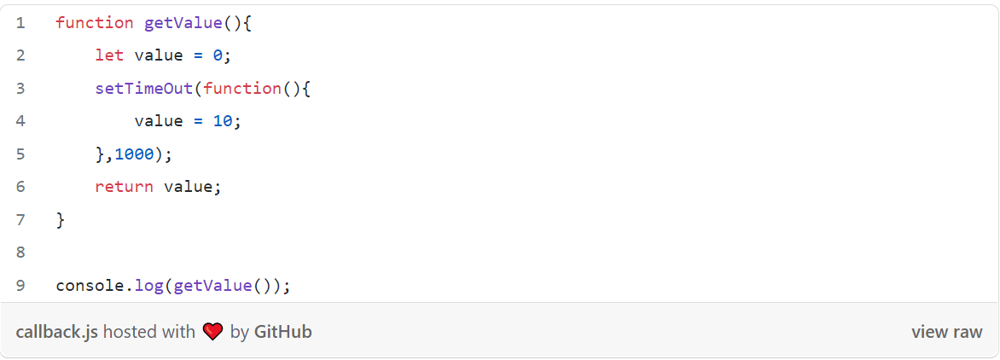 1 function getValue(){
2     let value = 0;
3     setTimeOut(function(){
4         value = 10;
5     },1000);
6     return value;
7 }
8
9 console.log(getValue());
callback.js hosted with ❤ by GitHub view raw